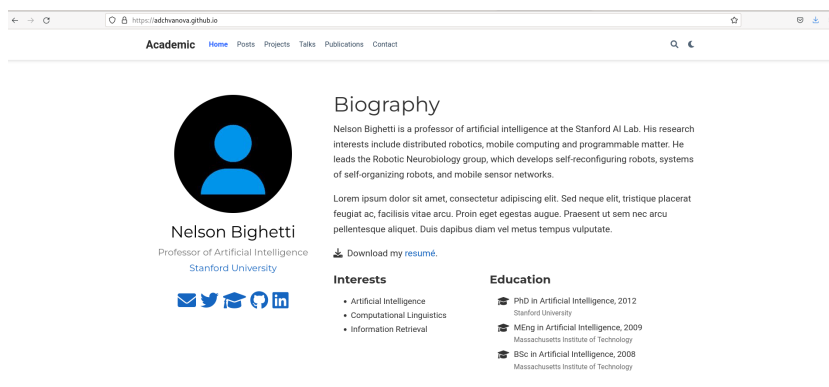 https://adchvanova.github.io
Academic Home Posts Projects Talks Publications Contact
Biography
Nelson Bighetti is a professor of artificial intelligence at the Stanford AI Lab. His research
interests include distributed robotics, mobile computing and programmable matter. He
leads the Robotic Neurobiology group, which develops self-reconfiguring robots, systems
of self-organizing robots, and mobile sensor networks.
Lorem ipsum dolor sit amet, consectetur adipiscing elit. Sed neque elit, tristique placerat
feugiat ac, facilisis vitae arcu. Proin eget egestas augue. Praesent ut sem nec arcu
pellentesque aliquet. Duis dapibus diam vel metus tempus vulputate.
Download my resumé.
Nelson Bighetti
Professor of Artificial Intelligence
Stanford University
Interests
Artificial Intelligence
Computational Linguistics
Information Retrieval
Education
PhD in Artificial Intelligence, 2012
Stanford University
MEng in Artificial Intelligence, 2009
Massachusetts Institute of Technology
BSc in Artificial Intelligence, 2008
Massachusetts Institute of Technology